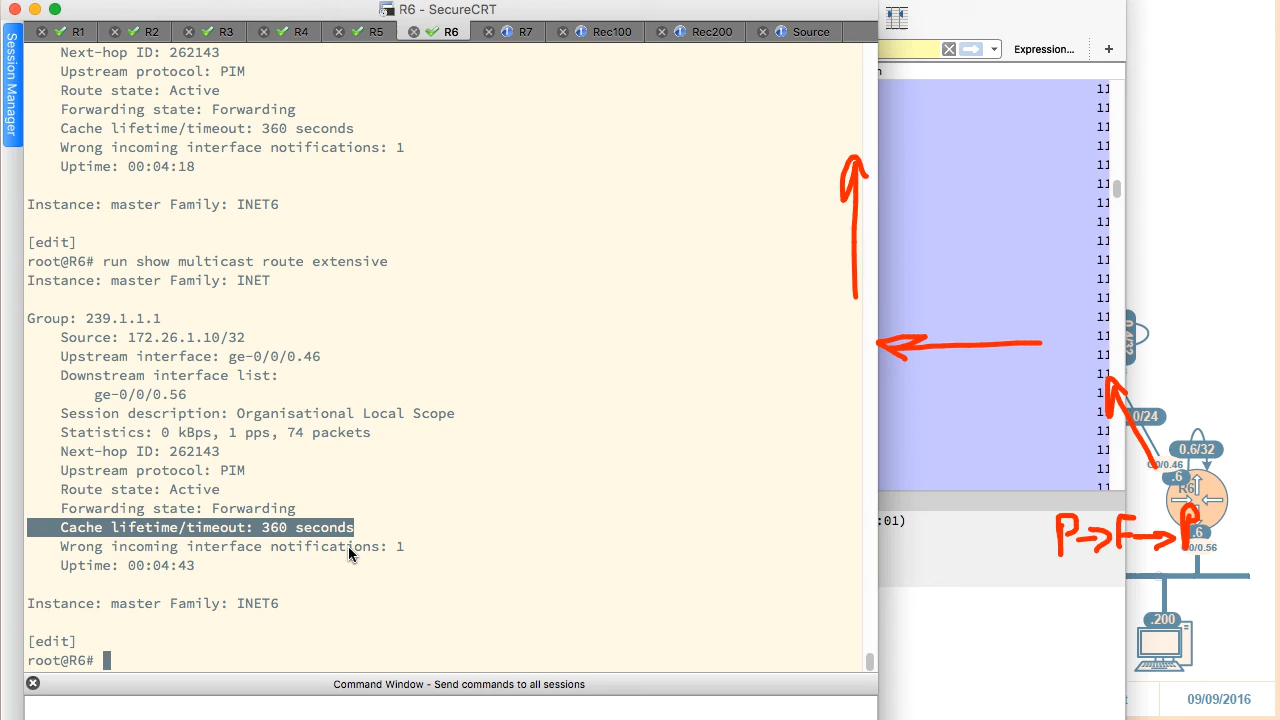 R6 - SecureCRT
R1 R2 R3 R4 R6 R7 Rec100 Rec200 Source
Session Manager
Expression...
+
Next-hop ID: 262143
Upstream protocol: PIM
Route state: Active
Forwarding state: Forwarding
Cache lifetime/timeout: 360 seconds
Wrong incoming interface notifications: 1
Uptime: 00:04:18
Instance: master Family: INET6
[edit]
root@R6# run show multicast route extensive
Instance: master Family: INET
Group: 239.1.1.1
Source: 172.26.1.10/32
Upstream interface: ge-0/0/0.46
Downstream interface list:
ge-0/0/0.56
Session description: Organisational Local Scope
Statistics: 0 kBps, 1 pps, 74 packets
Next-hop ID: 262143
Upstream protocol: PIM
Route state: Active
Forwarding state: Forwarding
Cache lifetime/timeout: 360 seconds
Wrong incoming interface notifications: 1
Uptime: 00:04:43
Instance: master Family: INET6
[edit]
root@R6#
Command Window - Send commands to all sessions
:01)
P→F→P
0/24
0.6/32
0/0.46
.6
R6
.6
0/0.56
.200
09/09/2016